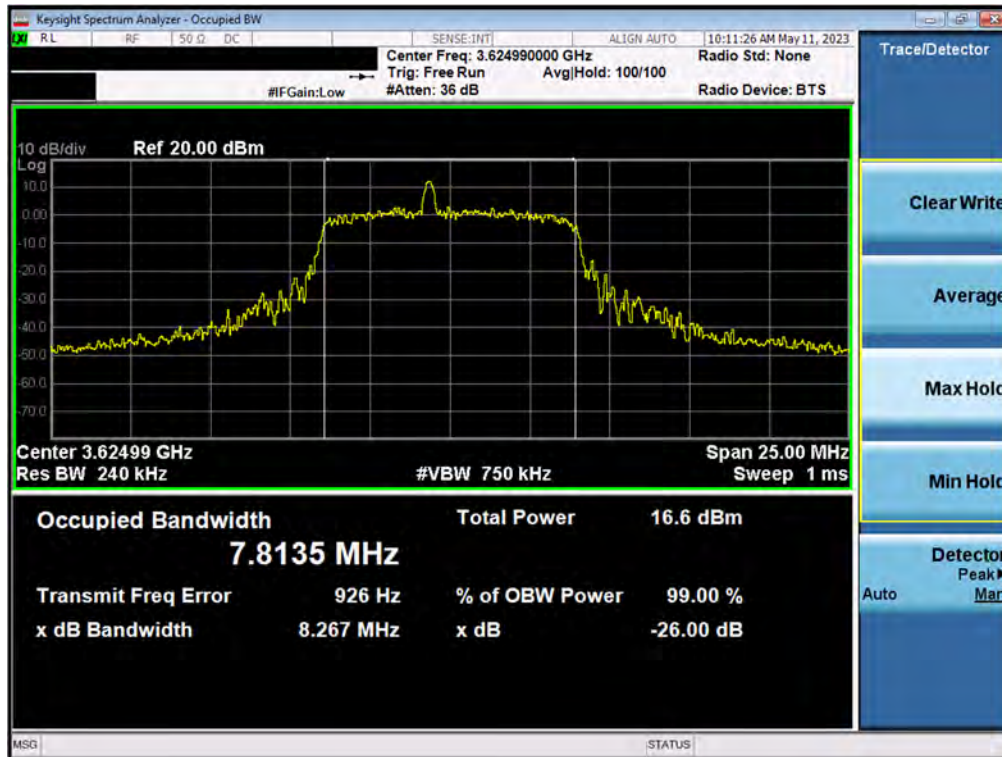 Keysight Spectrum Analyzer - Occupied BW
LXI RL RF 50 Ω DC SENSE:INT ALIGN AUTO 10:11:26 AM May 11, 2023
Center Freq: 3.624990000 GHz Radio Std: None
Trig: Free Run Avg|Hold: 100/100
#IFGain:Low #Atten: 36 dB Radio Device: BTS
Trace/Detector
10 dB/div Ref 20.00 dBm
Log
10.0
0.00
-10.0
-20.0
-30.0
-40.0
-50.0
-60.0
-70.0
Center 3.62499 GHz Span 25.00 MHz
Res BW 240 kHz #VBW 750 kHz Sweep 1 ms
Clear Write
Average
Max Hold
Min Hold
Detector
Peak
Auto Man
Occupied Bandwidth Total Power 16.6 dBm
7.8135 MHz
Transmit Freq Error 926 Hz % of OBW Power 99.00 %
x dB Bandwidth 8.267 MHz x dB -26.00 dB
MSG STATUS